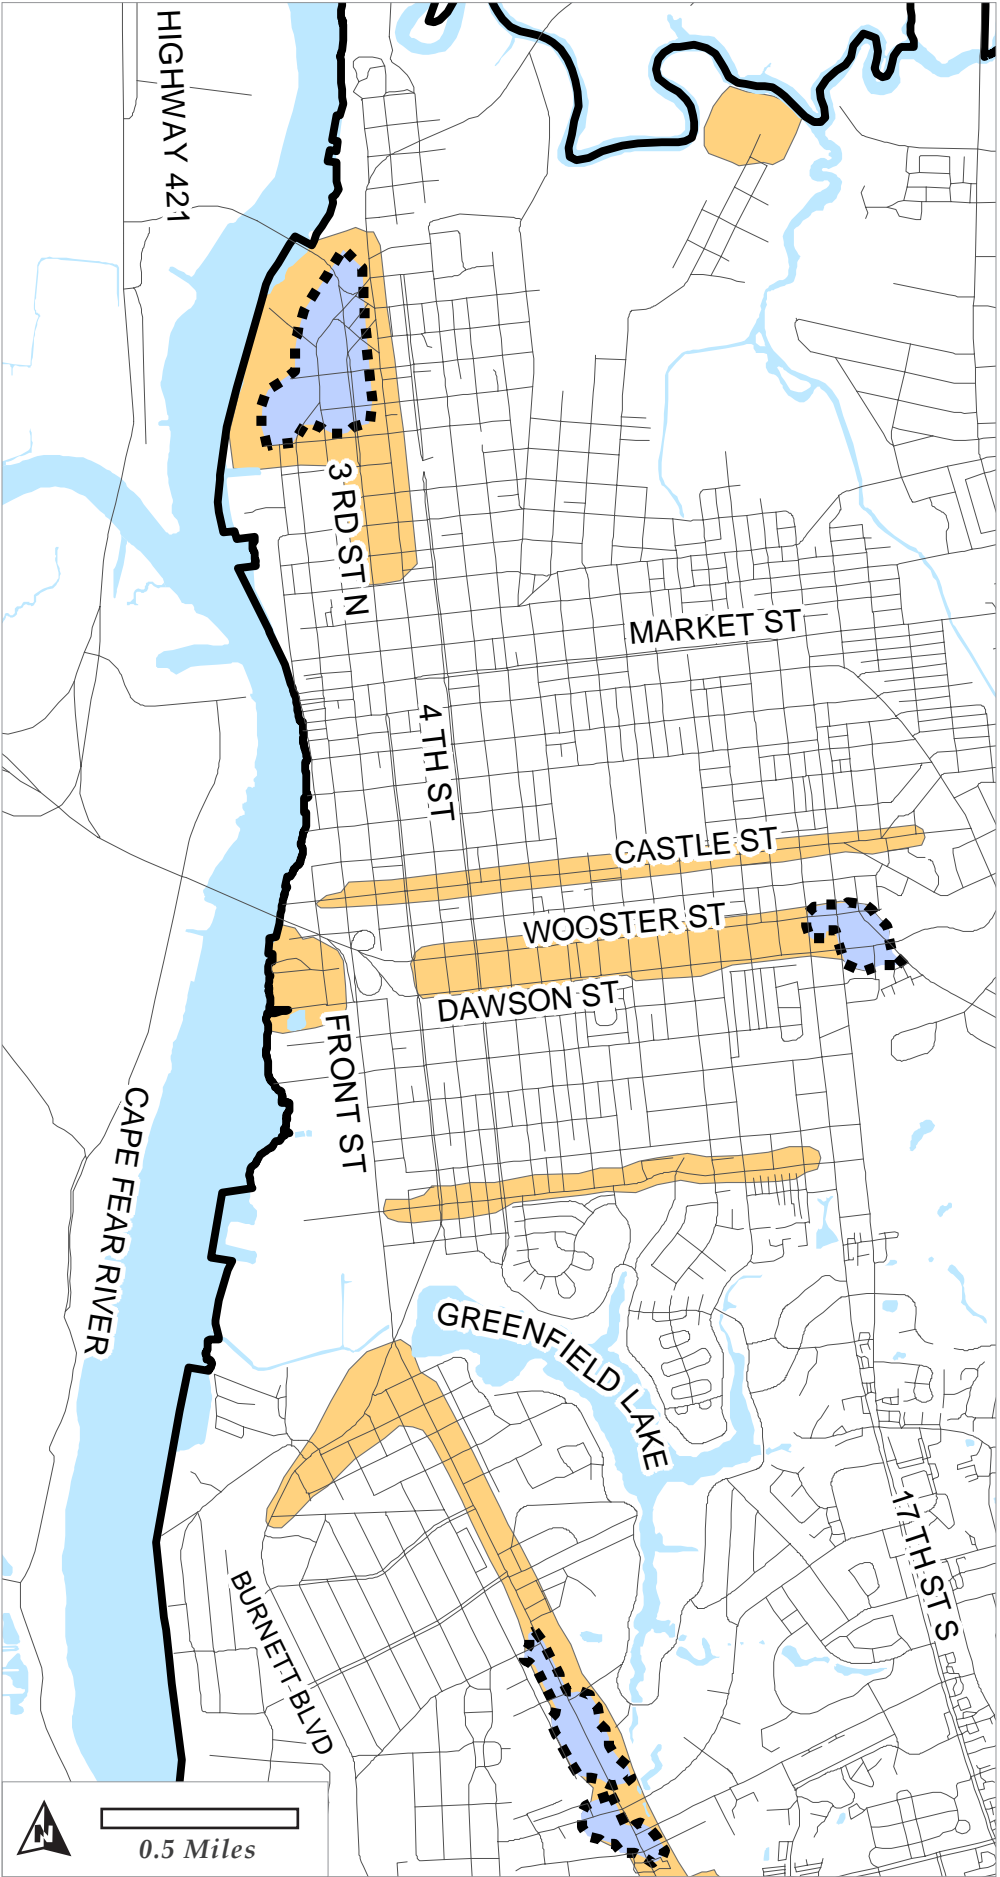 HIGHWAY 421
3 RD ST N
MARKET ST
4 TH ST
CASTLE ST
WOOSTER ST
DAWSON ST
FRONT ST
CAPE FEAR RIVER
GREENFIELD LAKE
17 TH ST S
BURNETT BLVD
N
0.5 Miles